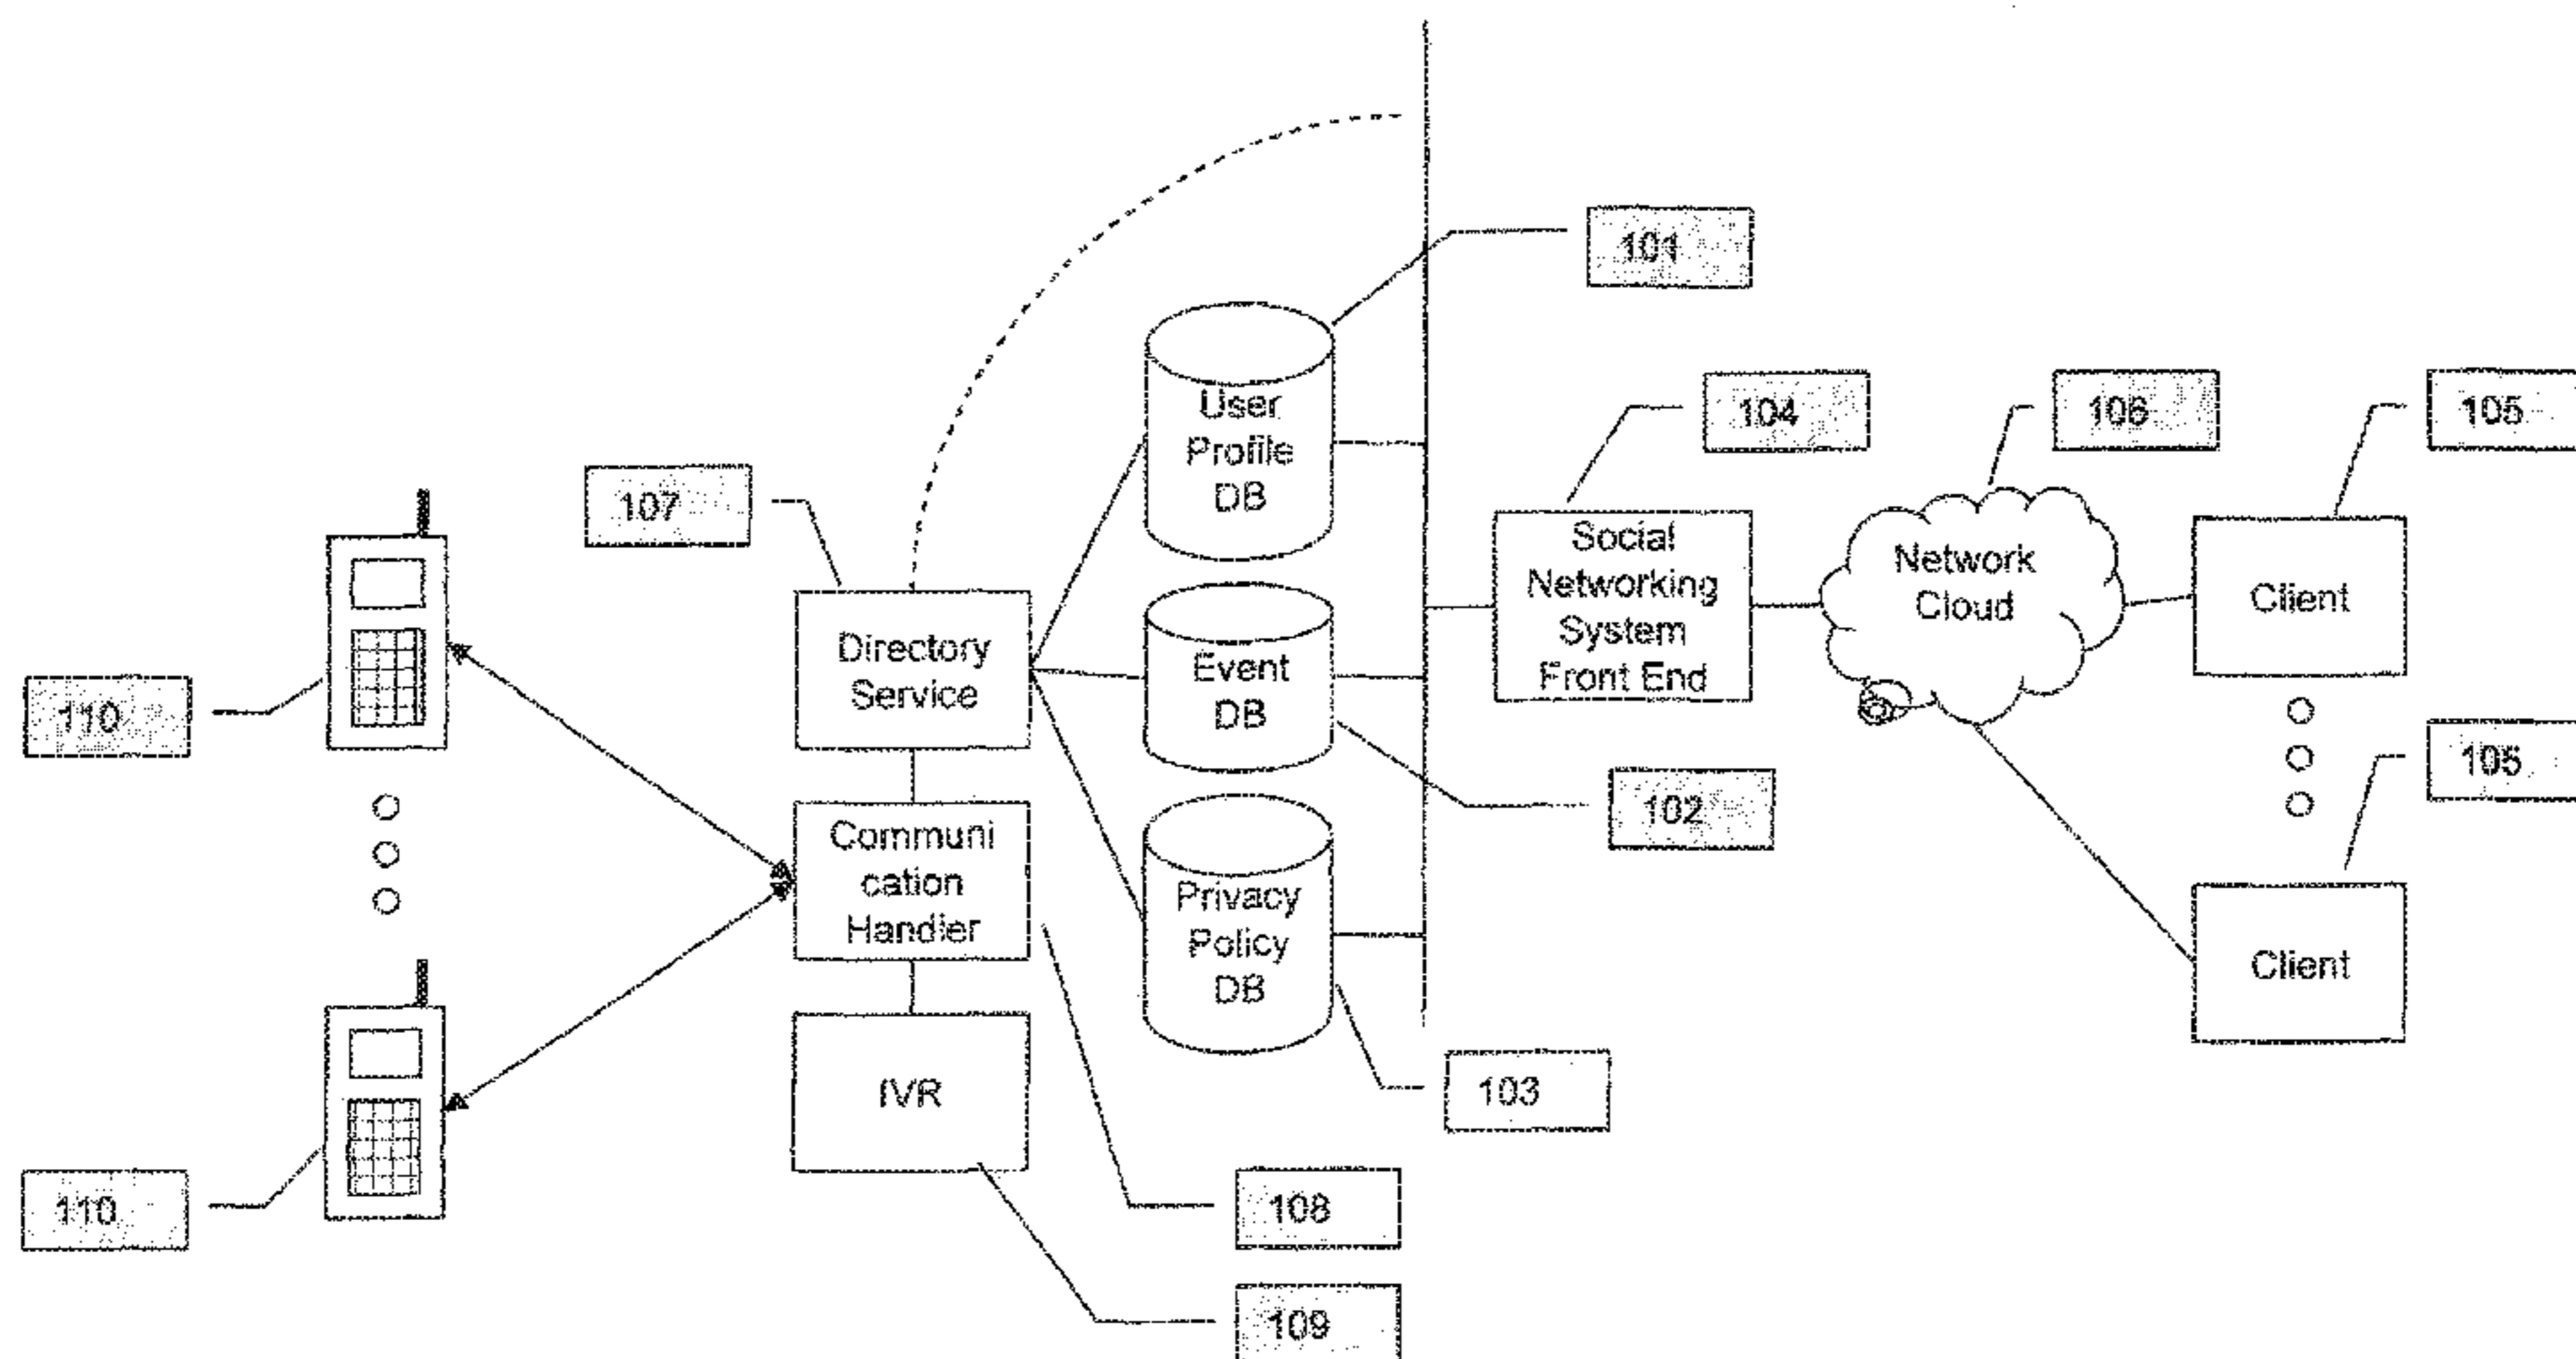 101
104
106
105
User
Profile
DB
107
Social
Networking
System
Front End
Network
Cloud
Client
Directory
Service
Event
DB
110
105
102
Communi
cation
Handler
Privacy
Policy
DB
Client
IVR
103
110
108
109